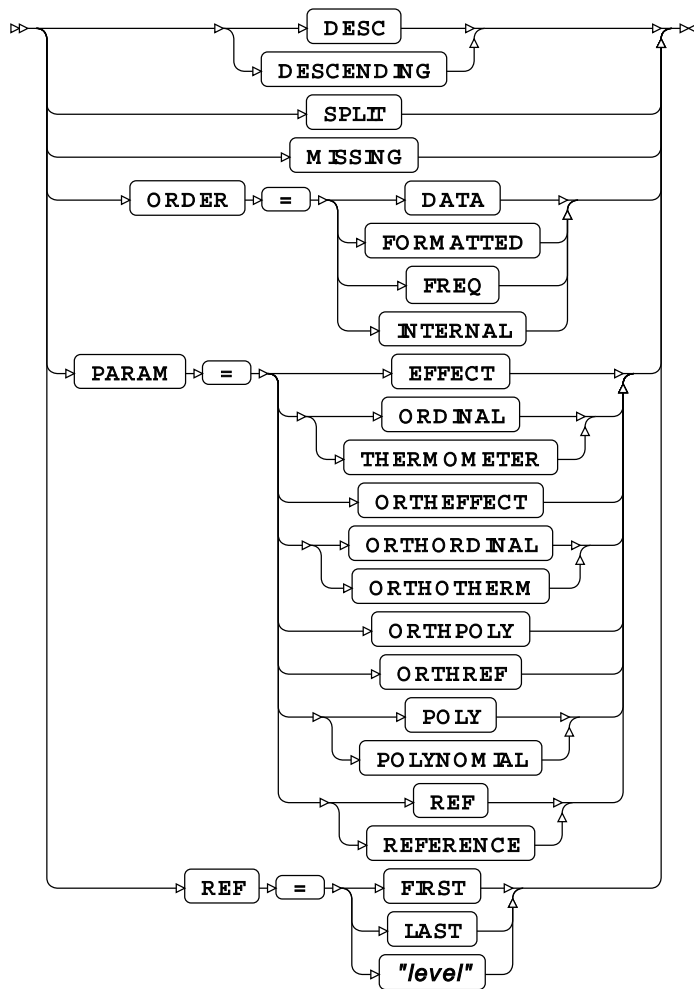 DESC
DESCENDING
SPLIT
MISSING
ORDER = DATA
FORMATTED
FREQ
INTERNAL
PARAM = EFFECT
ORDINAL
THERMOMETER
ORTHEFFECT
ORTHORDINAL
ORTHOTHERM
ORTHPOLY
ORTHREF
POLY
POLYNOMIAL
REF
REFERENCE
REF = FIRST
LAST
"level"